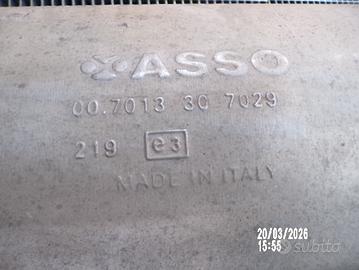 ASSO
00.7013 30 7029
219 e3
MADE IN ITALY
20/03/2026
15:55
subito